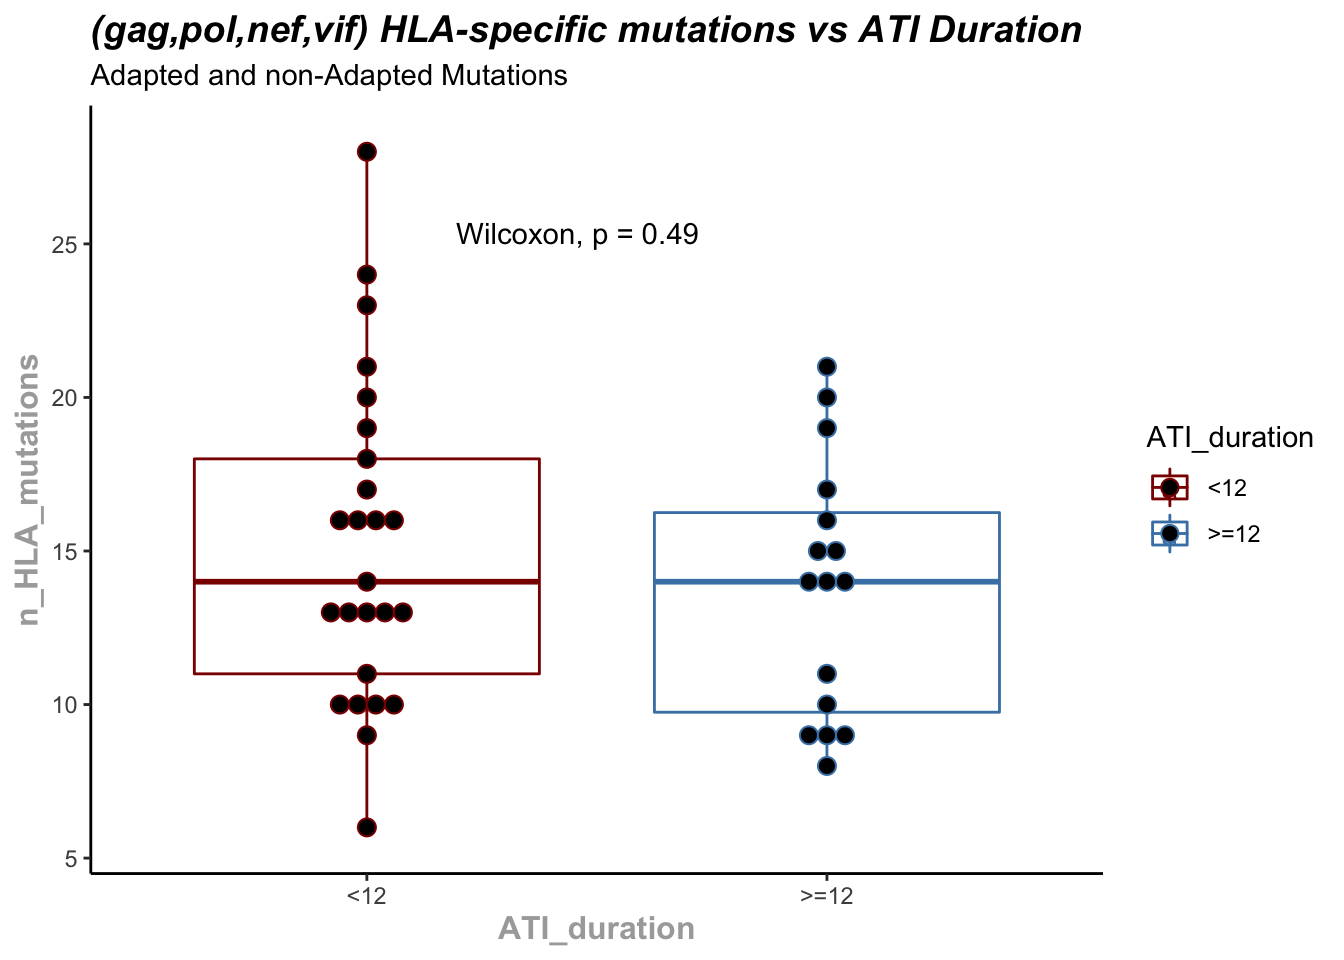 (gag,pol,nef,vif) HLA-specific mutations vs ATI Duration
Adapted and non-Adapted Mutations
Wilcoxon, p = 0.49
n_HLA_mutations
25
20
15
10
5
<12
>=12
ATI_duration
ATI_duration
<12
>=12